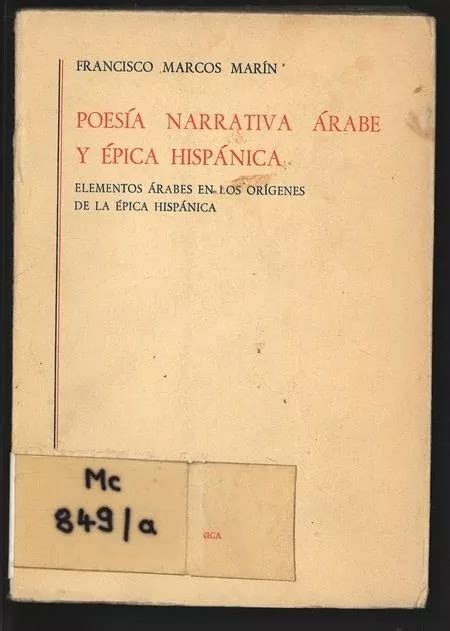 FRANCISCO MARCOS MARÍN
POESÍA NARRATIVA ÁRABE
Y ÉPICA HISPÁNICA
ELEMENTOS ÁRABES EN LOS ORÍGENES
DE LA ÉPICA HISPÁNICA
Mc
849/a
NICA